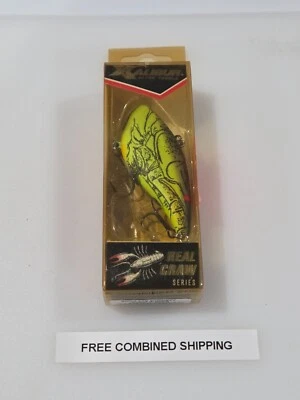 XCALIBUR
REAL
CRAW
SERIES
FREE COMBINED SHIPPING